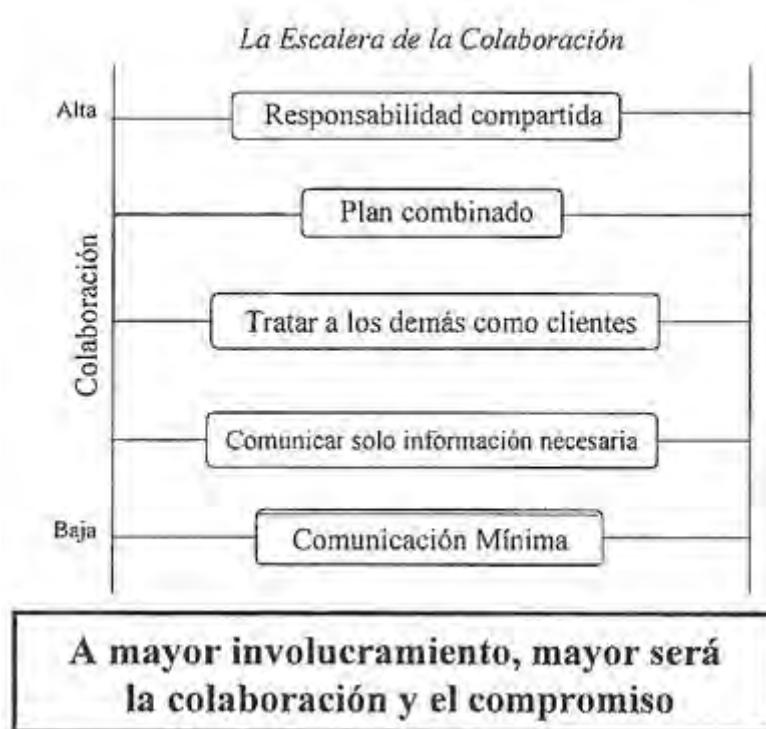 La Escalera de la Colaboración
Alta
Responsabilidad compartida
Plan combinado
Colaboración
Tratar a los demás como clientes
Comunicar solo información necesaria
Baja
Comunicación Mínima
A mayor involucramiento, mayor será
la colaboración y el compromiso